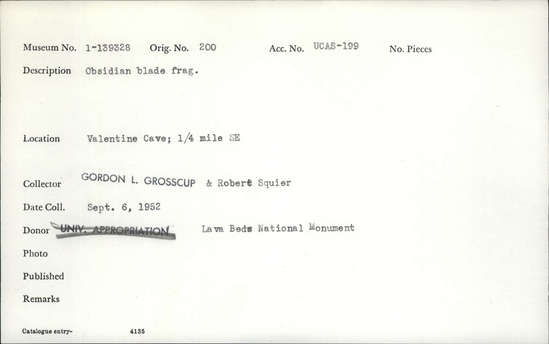 Museum No. 1-139328 Orig. No. 200 Acc. No. UCAS-199 No. Pieces
Description Obsidian blade frag.
Location Valentine Cave; 1/4 mile SE
Collector GORDON L. GROSSCUP & Robert Squier
Date Coll. Sept. 6, 1952
Donor UNIV. APPROPRIATION Lava Beds National Monument
Photo
Published
Remarks
Catalogue entry- 4135